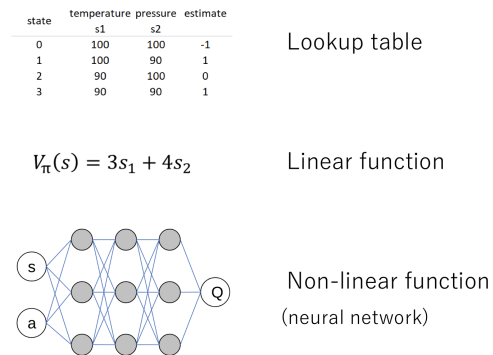 state temperature pressure estimate
s1 s2
0 100 100 -1
1 100 90 1
2 90 100 0
3 90 90 1
Lookup table
Vπ(s) = 3s₁ + 4s₂
Linear function
s
a
Q
Non-linear function
(neural network)